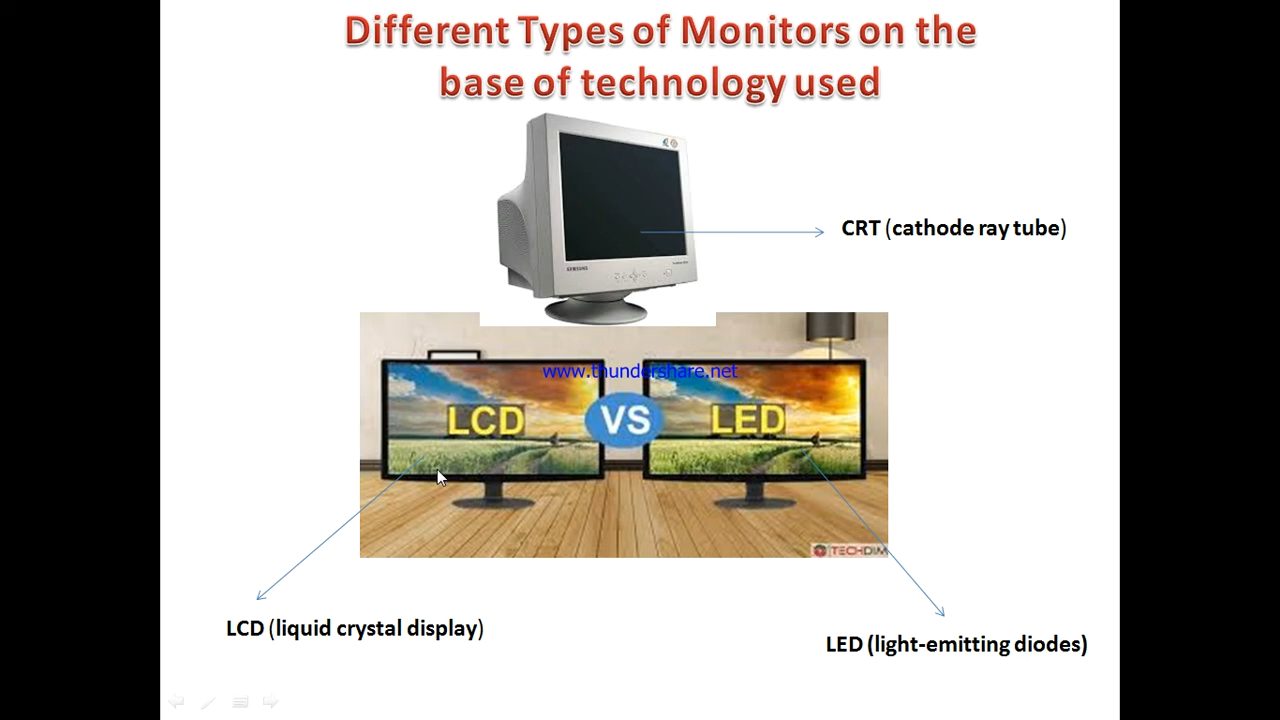 Different Types of Monitors on the
base of technology used
SAMSUNG
CRT (cathode ray tube)
www.thundershare.net
LCD
VS
LED
TECHDIM
LCD (liquid crystal display)
LED (light-emitting diodes)